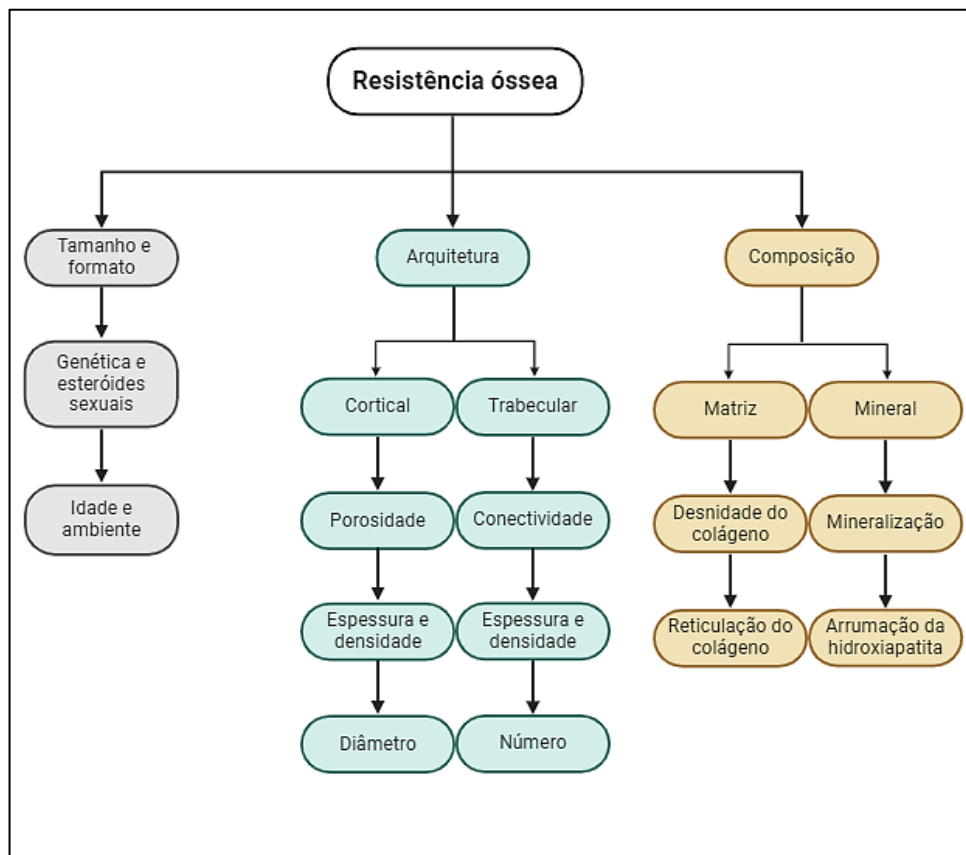 Resistência óssea
Tamanho e
formato
Arquitetura
Composição
Genética e
esteróides
sexuais
Cortical
Trabecular
Matriz
Mineral
Idade e
ambiente
Porosidade
Conectividade
Desnidade do
colágeno
Mineralização
Espessura e
densidade
Espessura e
densidade
Reticulação do
colágeno
Arrumação da
hidroxiapatita
Diâmetro
Número